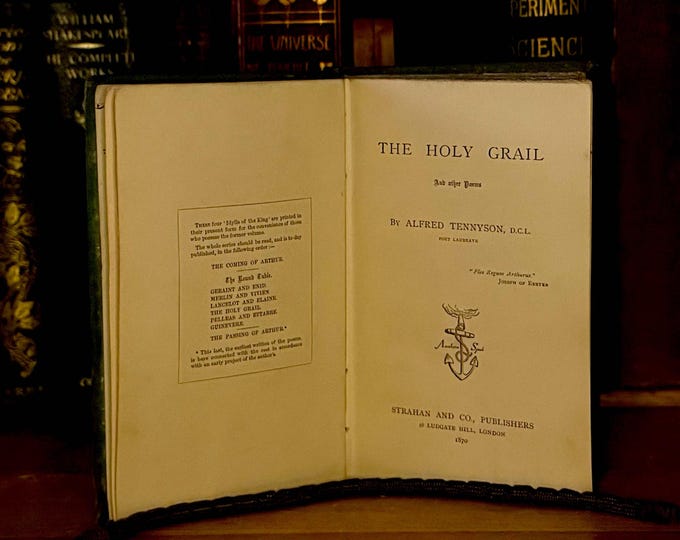 WILLIAM
SHAKESPEARE
THE COMPLETE
WORKS
THE UNIVERSE
PERIMEN
SCIENC
THESE four 'Idylls of the King' are printed in
their present form for the convenience of those
who possess the former volume.
The whole series should be read, and is to-day
published, in the following order:—
THE COMING OF ARTHUR.
The Round Table.
GERAINT AND ENID.
MERLIN AND VIVIEN.
LANCELOT AND ELAINE.
THE HOLY GRAIL.
PELLEAS AND ETTARRE.
GUINEVERE.
THE PASSING OF ARTHUR.*
* This last, the earliest written of the poems,
is here connected with the rest in accordance
with an early project of the author's.
THE HOLY GRAIL
And other Poems
BY ALFRED TENNYSON, D.C.L.
POET LAUREATE
"Flos Regum Arthurus."
JOSEPH OF EXETER
Anchora Spei
STRAHAN AND CO., PUBLISHERS
56 LUDGATE HILL, LONDON
1870